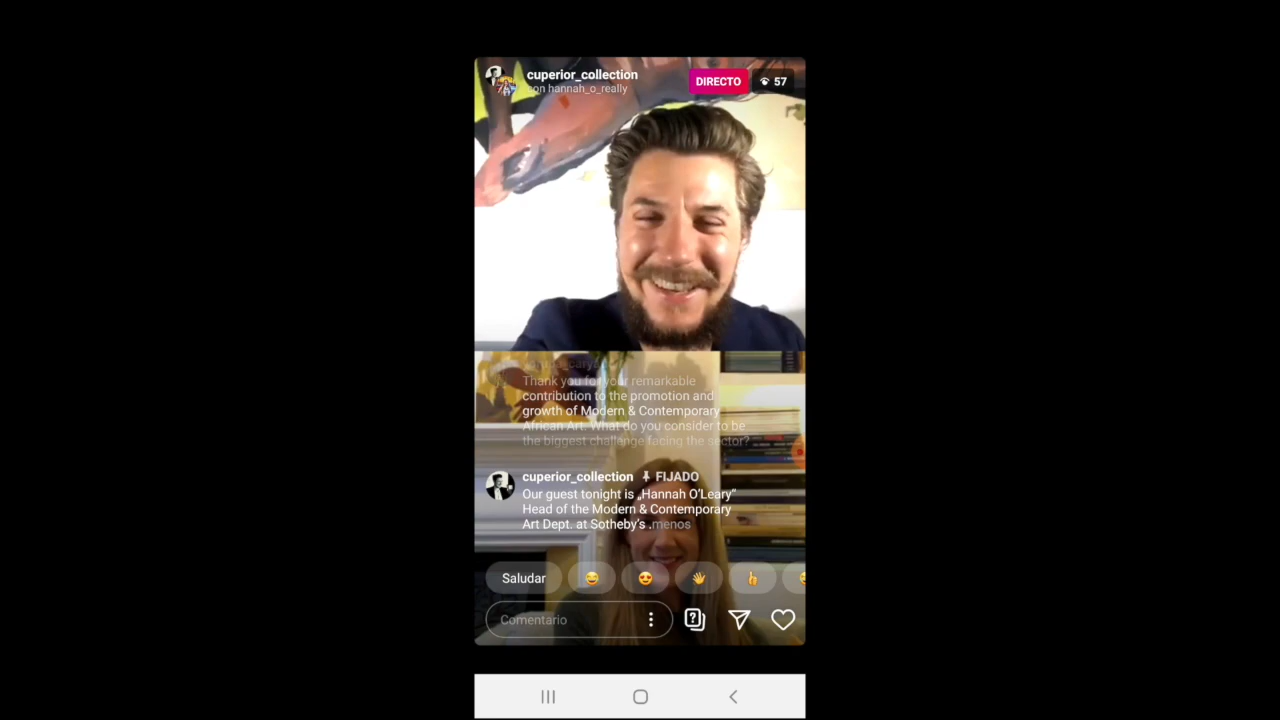 cuperior_collection
con hannah_o_really
DIRECTO
57
Thank you for your remarkable
contribution to the promotion and
growth of Modern & Contemporary
African Art. What do you consider to be
the biggest challenge facing the sector?
cuperior_collection FIJADO
Our guest tonight is „Hannah O'Leary“
Head of the Modern & Contemporary
Art Dept. at Sotheby's .menos
Saludar
Comentario